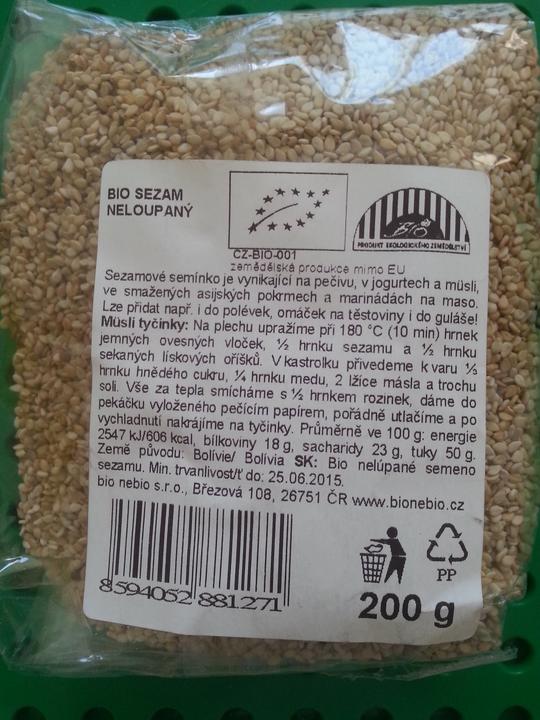 BIO SEZAM
NELOUPANÝ
CZ-BIO-001
zemědělská produkce mimo EU
BIO
PRODUKT EKOLOGICKÉHO ZEMĚDĚLSTVÍ
Sezamové semínko je vynikající na pečivu, v jogurtech a müsli,
ve smažených asijských pokrmech a marinádách na maso.
Lze přidat např. i do polévek, omáček na těstoviny i do guláše!
Müsli tyčinky: Na plechu upražíme při 180 °C (10 min) hrnek
jemných ovesných vloček, ½ hrnku sezamu a ½ hrnku
sekaných lískových oříšků. V kastrolku přivedeme k varu ⅓
hrnku hnědého cukru, ¼ hrnku medu, 2 lžíce másla a trochu
soli. Vše za tepla smícháme s ½ hrnkem rozinek, dáme do
pekáčku vyloženého pečícím papírem, pořádně utlačíme a po
vychladnutí nakrájíme na tyčinky. Průměrně ve 100 g: energie
2547 kJ/606 kcal, bílkoviny 18 g, sacharidy 23 g, tuky 50 g.
Země původu: Bolívie/ Bolívia SK: Bio nelúpané semeno
sezamu. Min. trvanlivost/ť do: 25.06.2015.
bio nebio s.r.o., Březová 108, 26751 ČR www.bionebio.cz
8594052 881271
PP
200 g